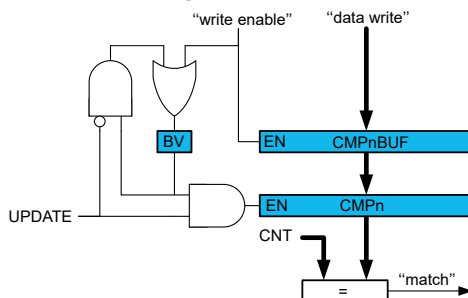 “write enable”
“data write”
BV
EN
CMPnBUF
EN
CMPn
UPDATE
CNT
=
“match”